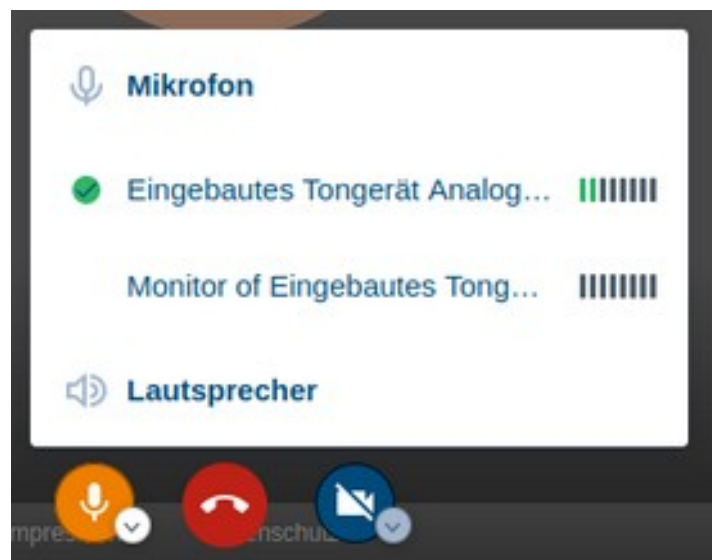 Mikrofon
Eingebautes Tongerät Analog...
Monitor of Eingebautes Tong...
Lautsprecher